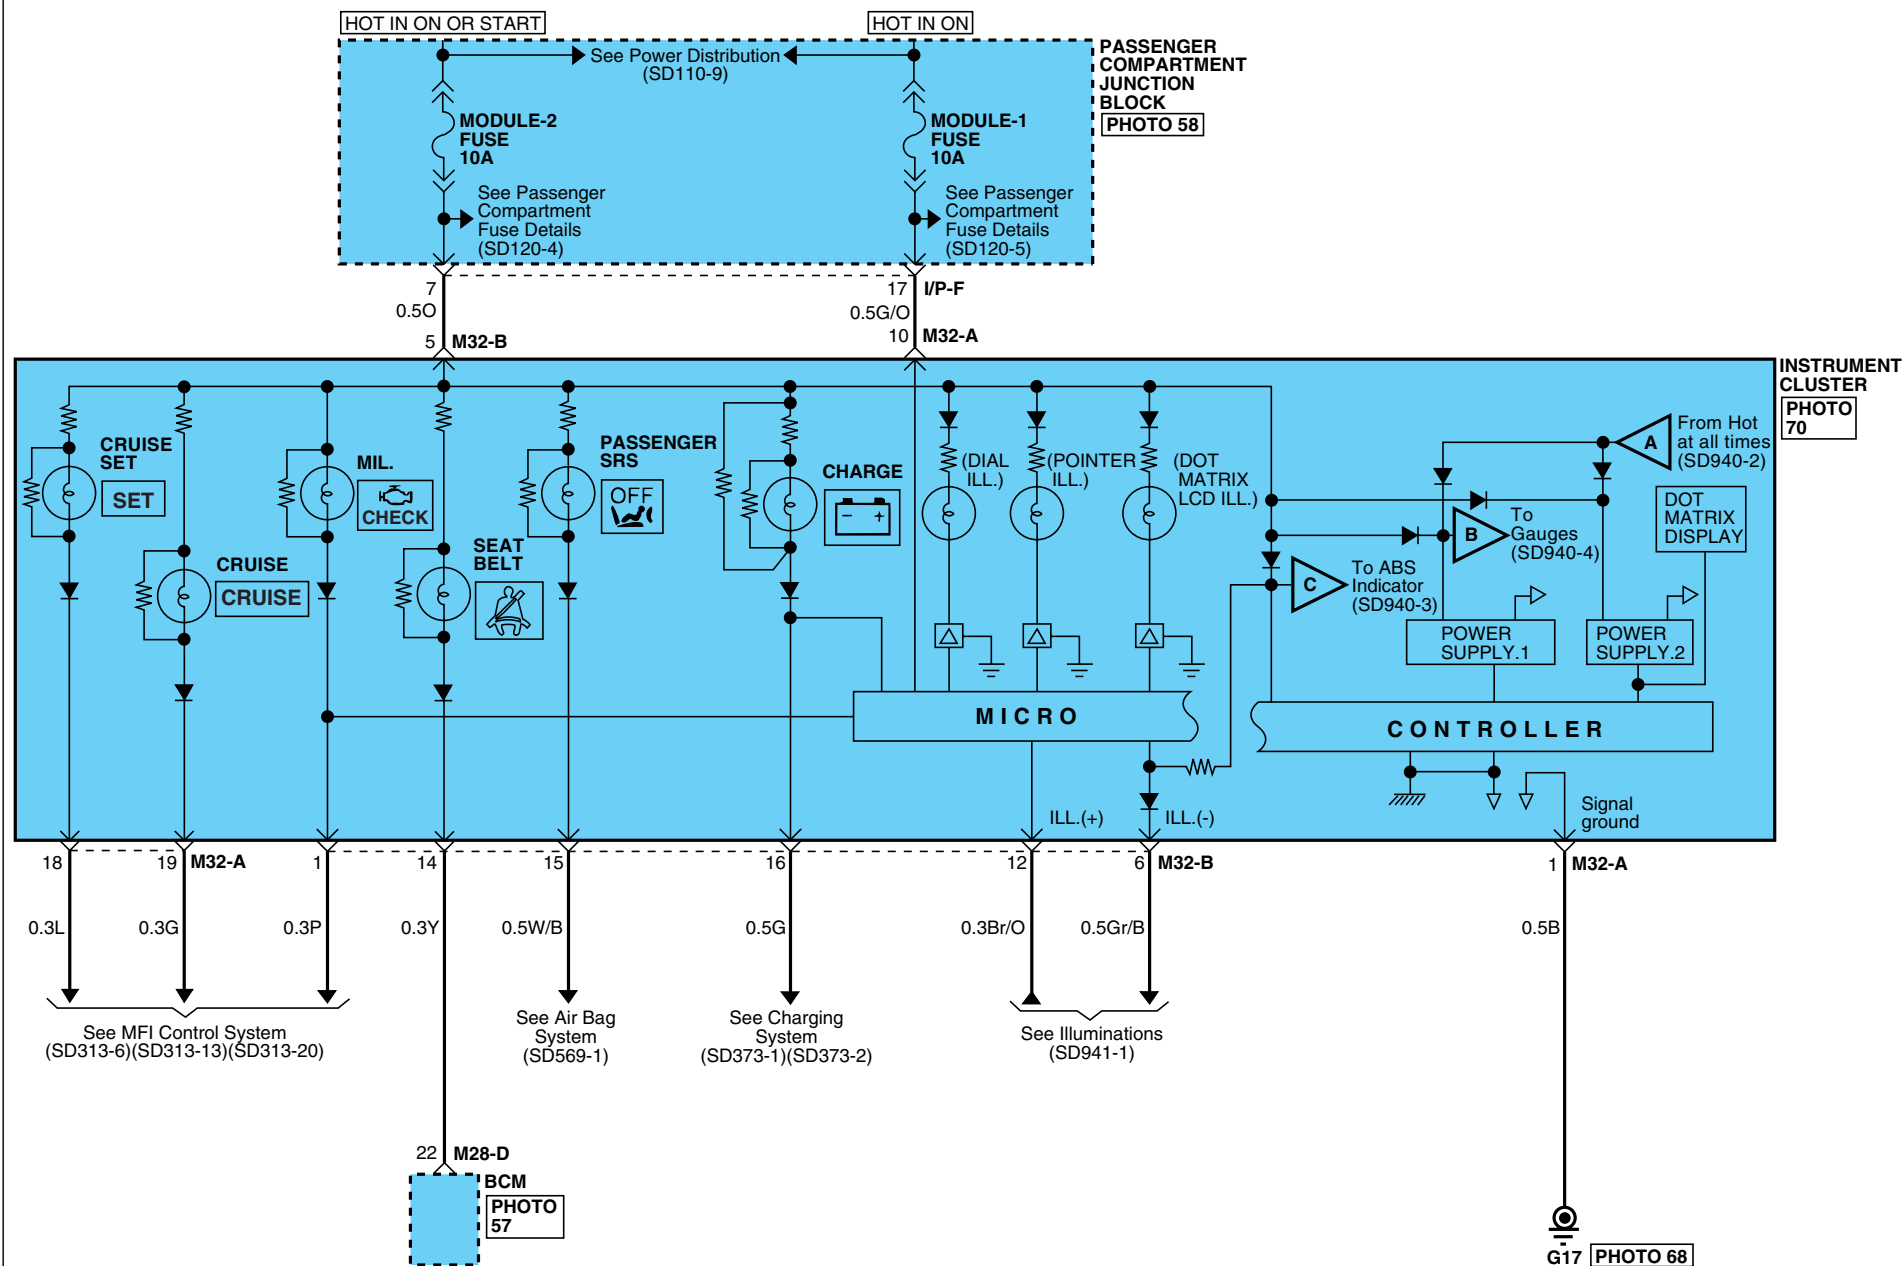 HOT IN ON OR START
HOT IN ON
See Power Distribution
(SD110-9)
PASSENGER
COMPARTMENT
JUNCTION
BLOCK
PHOTO 58
MODULE-2
FUSE
10A
MODULE-1
FUSE
10A
See Passenger
Compartment
Fuse Details
(SD120-4)
See Passenger
Compartment
Fuse Details
(SD120-5)
7
17 I/P-F
0.5O
0.5G/O
5 M32-B
10 M32-A
INSTRUMENT
CLUSTER
PHOTO
70
CRUISE
SET
SET
MIL.
CHECK
PASSENGER
SRS
OFF
CHARGE
- +
(DIAL
ILL.)
(POINTER
ILL.)
(DOT
MATRIX
LCD ILL.)
A
From Hot
at all times
(SD940-2)
B
To
Gauges
(SD940-4)
DOT
MATRIX
DISPLAY
CRUISE
CRUISE
SEAT
BELT
C
To ABS
Indicator
(SD940-3)
POWER
SUPPLY.1
POWER
SUPPLY.2
MICRO
CONTROLLER
ILL.(+)
ILL.(-)
Signal
ground
18
19 M32-A
1
14
15
16
12
6 M32-B
1 M32-A
0.3L
0.3G
0.3P
0.3Y
0.5W/B
0.5G
0.3Br/O
0.5Gr/B
0.5B
See MFI Control System
(SD313-6)(SD313-13)(SD313-20)
See Air Bag
System
(SD569-1)
See Charging
System
(SD373-1)(SD373-2)
See Illuminations
(SD941-1)
22 M28-D
BCM
PHOTO
57
G17 PHOTO 68